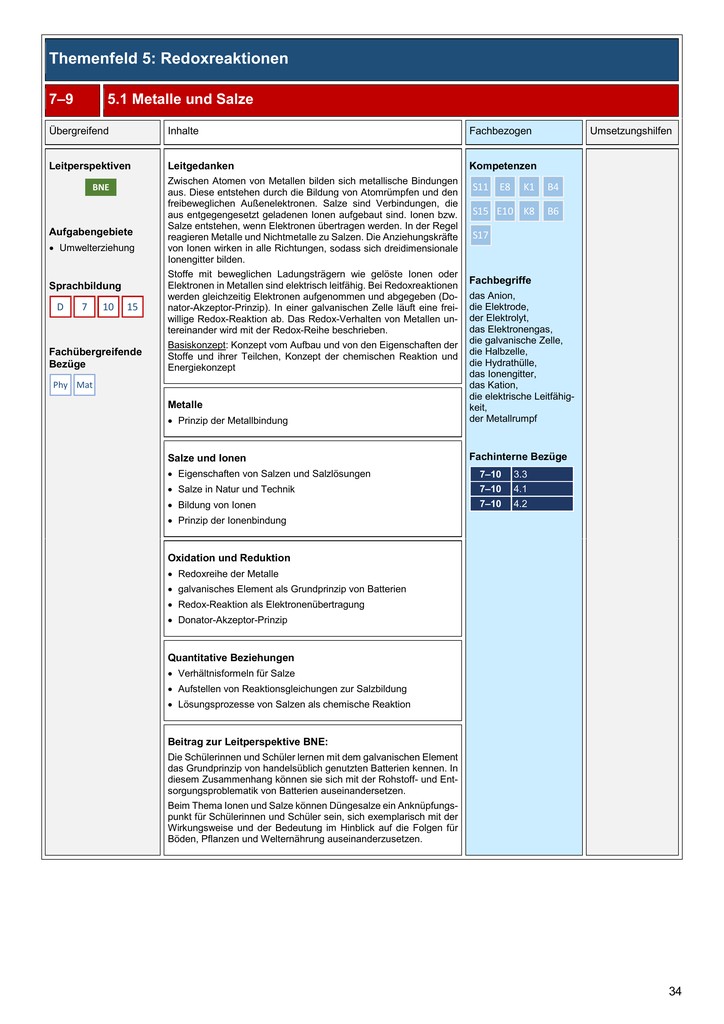 Themenfeld 5: Redoxreaktionen
7–9
5.1 Metalle und Salze
Übergreifend
Inhalte
Fachbezogen
Umsetzungshilfen
Leitperspektiven
BNE
Aufgabengebiete
• Umwelterziehung
Sprachbildung
D 7 10 15
Fachübergreifende
Bezüge
Phy Mat
Leitgedanken
Zwischen Atomen von Metallen bilden sich metallische Bindungen
aus. Diese entstehen durch die Bildung von Atomrümpfen und den
freibeweglichen Außenelektronen. Salze sind Verbindungen, die
aus entgegengesetzt geladenen Ionen aufgebaut sind. Ionen bzw.
Salze entstehen, wenn Elektronen übertragen werden. In der Regel
reagieren Metalle und Nichtmetalle zu Salzen. Die Anziehungskräfte
von Ionen wirken in alle Richtungen, sodass sich dreidimensionale
Ionengitter bilden.
Stoffe mit beweglichen Ladungsträgern wie gelöste Ionen oder
Elektronen in Metallen sind elektrisch leitfähig. Bei Redoxreaktionen
werden gleichzeitig Elektronen aufgenommen und abgegeben (Do-
nator-Akzeptor-Prinzip). In einer galvanischen Zelle läuft eine frei-
willige Redox-Reaktion ab. Das Redox-Verhalten von Metallen un-
tereinander wird mit der Redox-Reihe beschrieben.
Basiskonzept: Konzept vom Aufbau und von den Eigenschaften der
Stoffe und ihrer Teilchen, Konzept der chemischen Reaktion und
Energiekonzept
Metalle
• Prinzip der Metallbindung
Salze und Ionen
• Eigenschaften von Salzen und Salzlösungen
• Salze in Natur und Technik
• Bildung von Ionen
• Prinzip der Ionenbindung
Oxidation und Reduktion
• Redoxreihe der Metalle
• galvanisches Element als Grundprinzip von Batterien
• Redox-Reaktion als Elektronenübertragung
• Donator-Akzeptor-Prinzip
Quantitative Beziehungen
• Verhältnisformeln für Salze
• Aufstellen von Reaktionsgleichungen zur Salzbildung
• Lösungsprozesse von Salzen als chemische Reaktion
Beitrag zur Leitperspektive BNE:
Die Schülerinnen und Schüler lernen mit dem galvanischen Element
das Grundprinzip von handelsüblich genutzten Batterien kennen. In
diesem Zusammenhang können sie sich mit der Rohstoff- und Ent-
sorgungsproblematik von Batterien auseinandersetzen.
Beim Thema Ionen und Salze können Düngesalze ein Anknüpfungs-
punkt für Schülerinnen und Schüler sein, sich exemplarisch mit der
Wirkungsweise und der Bedeutung im Hinblick auf die Folgen für
Böden, Pflanzen und Welternährung auseinanderzusetzen.
Kompetenzen
S11 E8 K1 B4
S15 E10 K8 B6
S17
Fachbegriffe
das Anion,
die Elektrode,
der Elektrolyt,
das Elektronengas,
die galvanische Zelle,
die Halbzelle,
die Hydrathülle,
das Ionengitter,
das Kation,
die elektrische Leitfähig-
keit,
der Metallrumpf
Fachinterne Bezüge
7–10 3.3
7–10 4.1
7–10 4.2
34